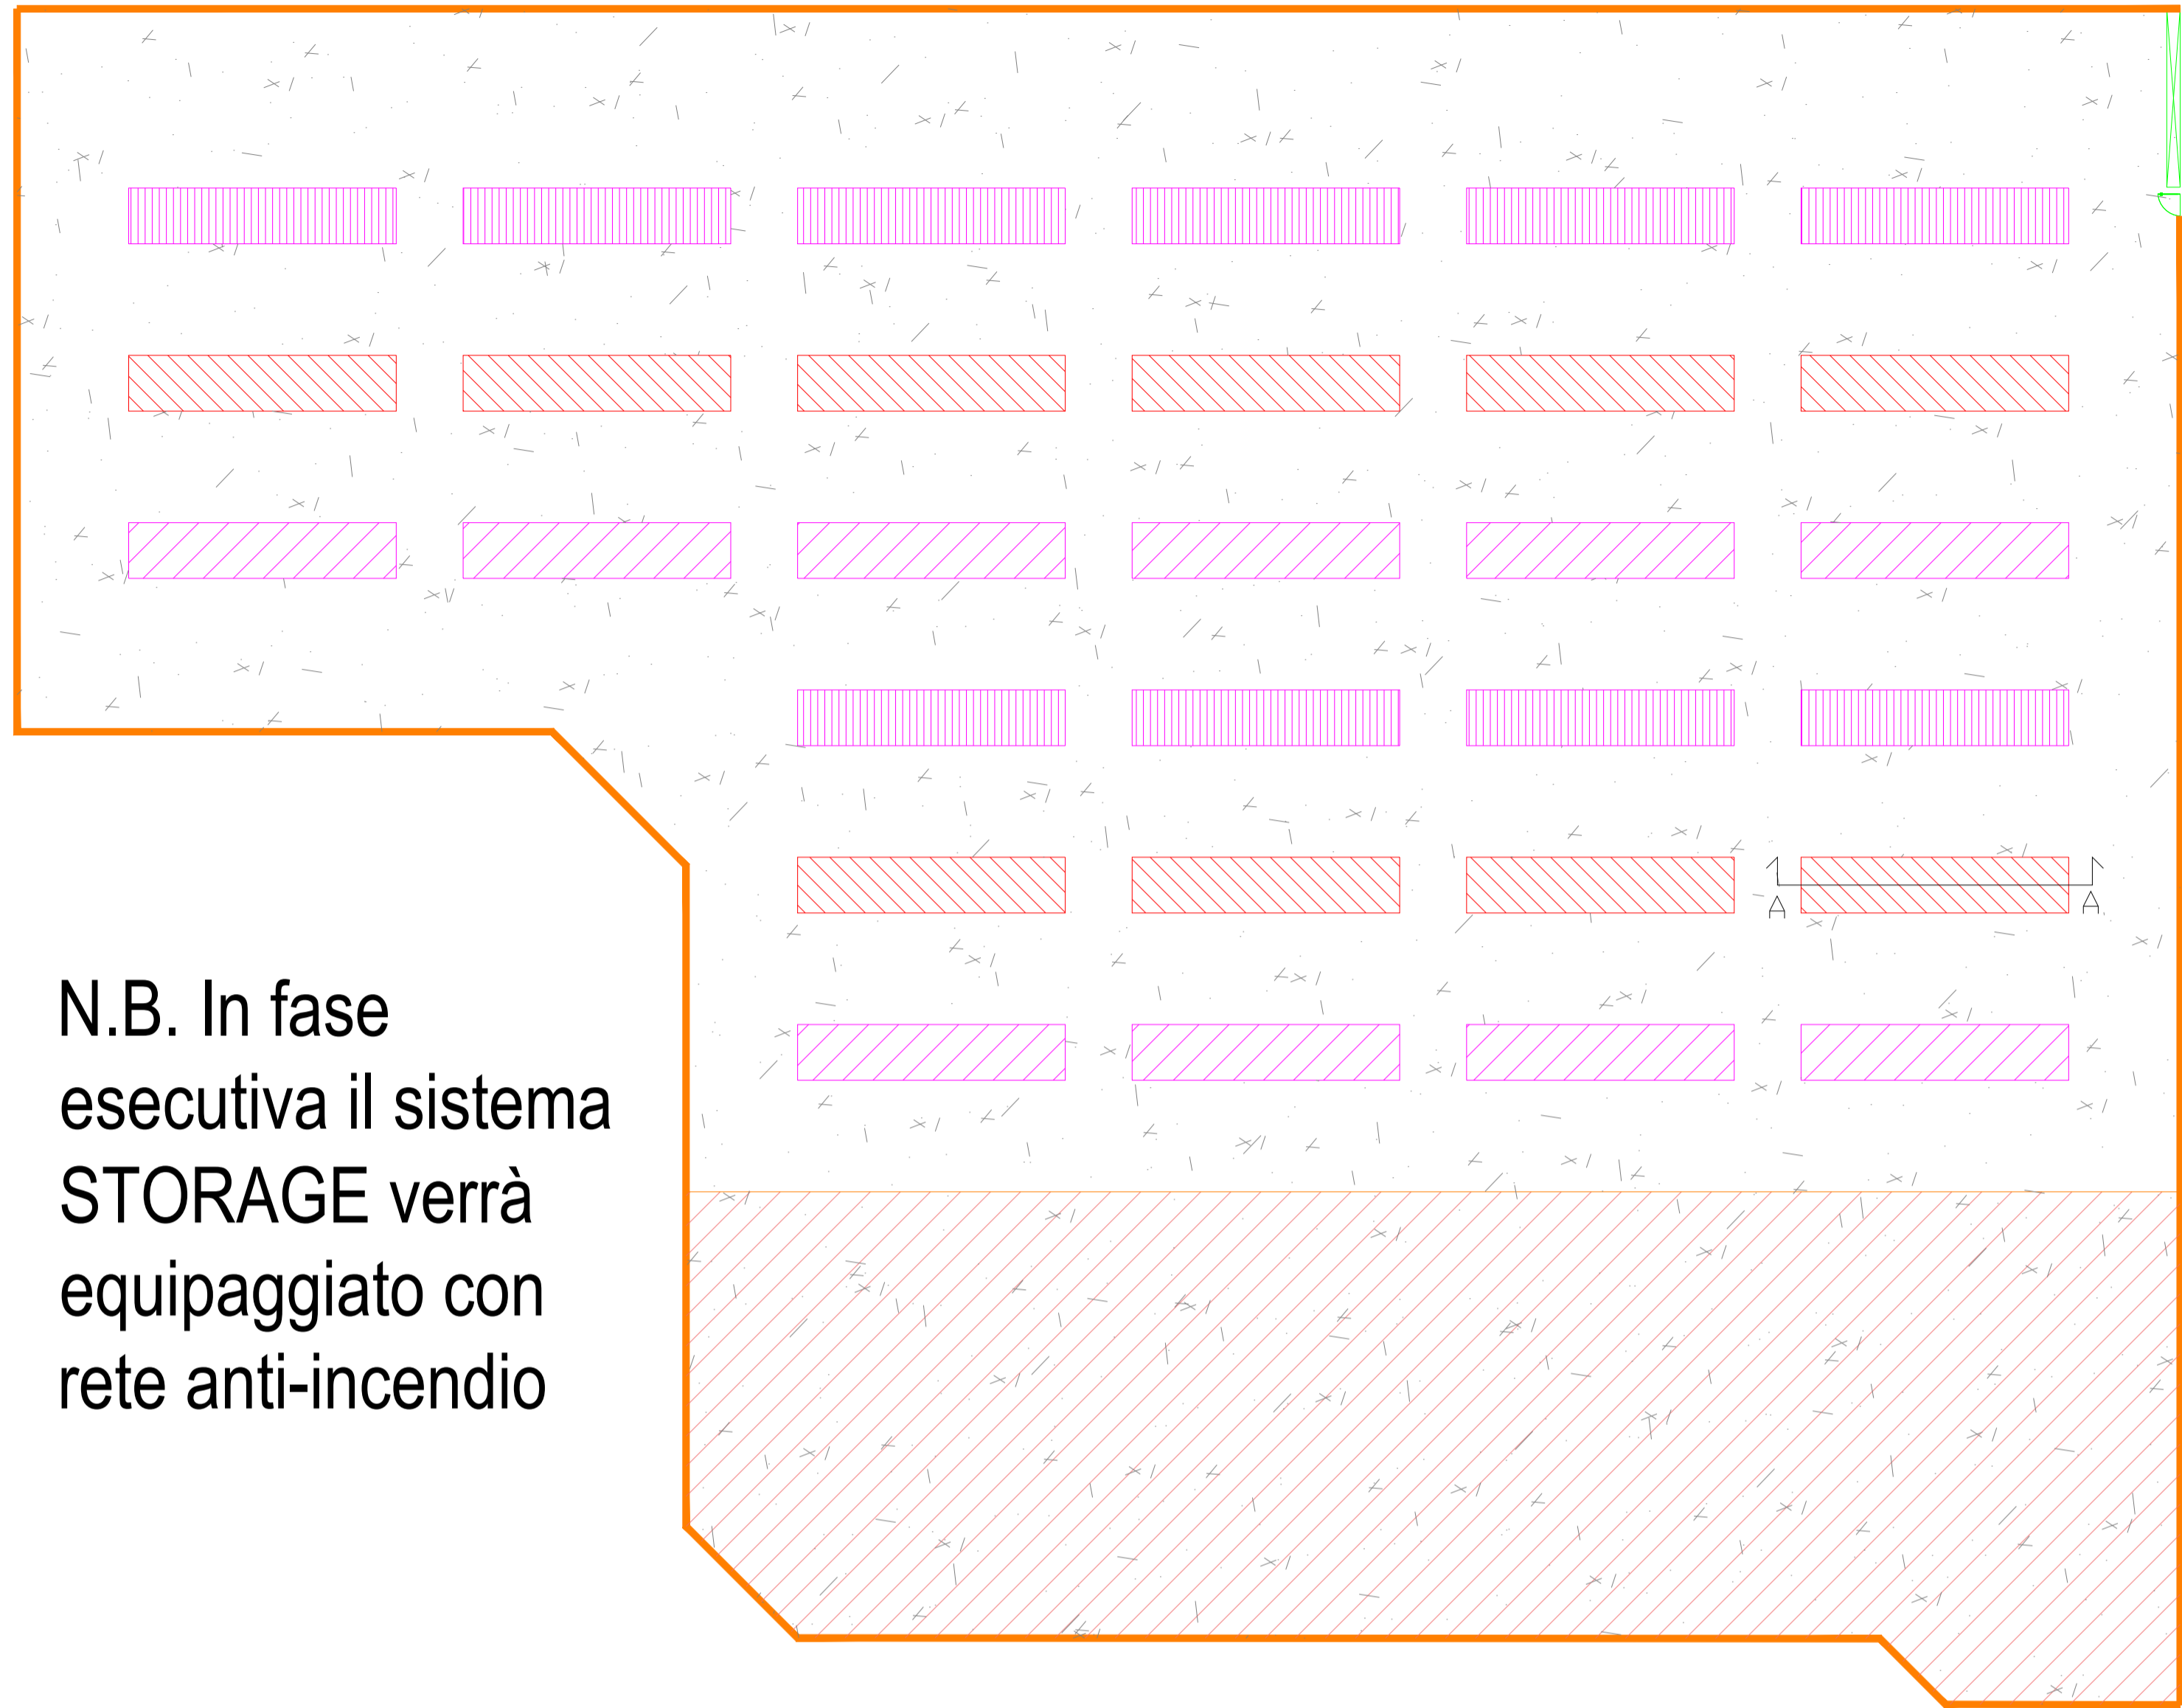 N.B. In fase
esecutiva il sistema
STORAGE verrà
equipaggiato con
rete anti-incendio
A
A